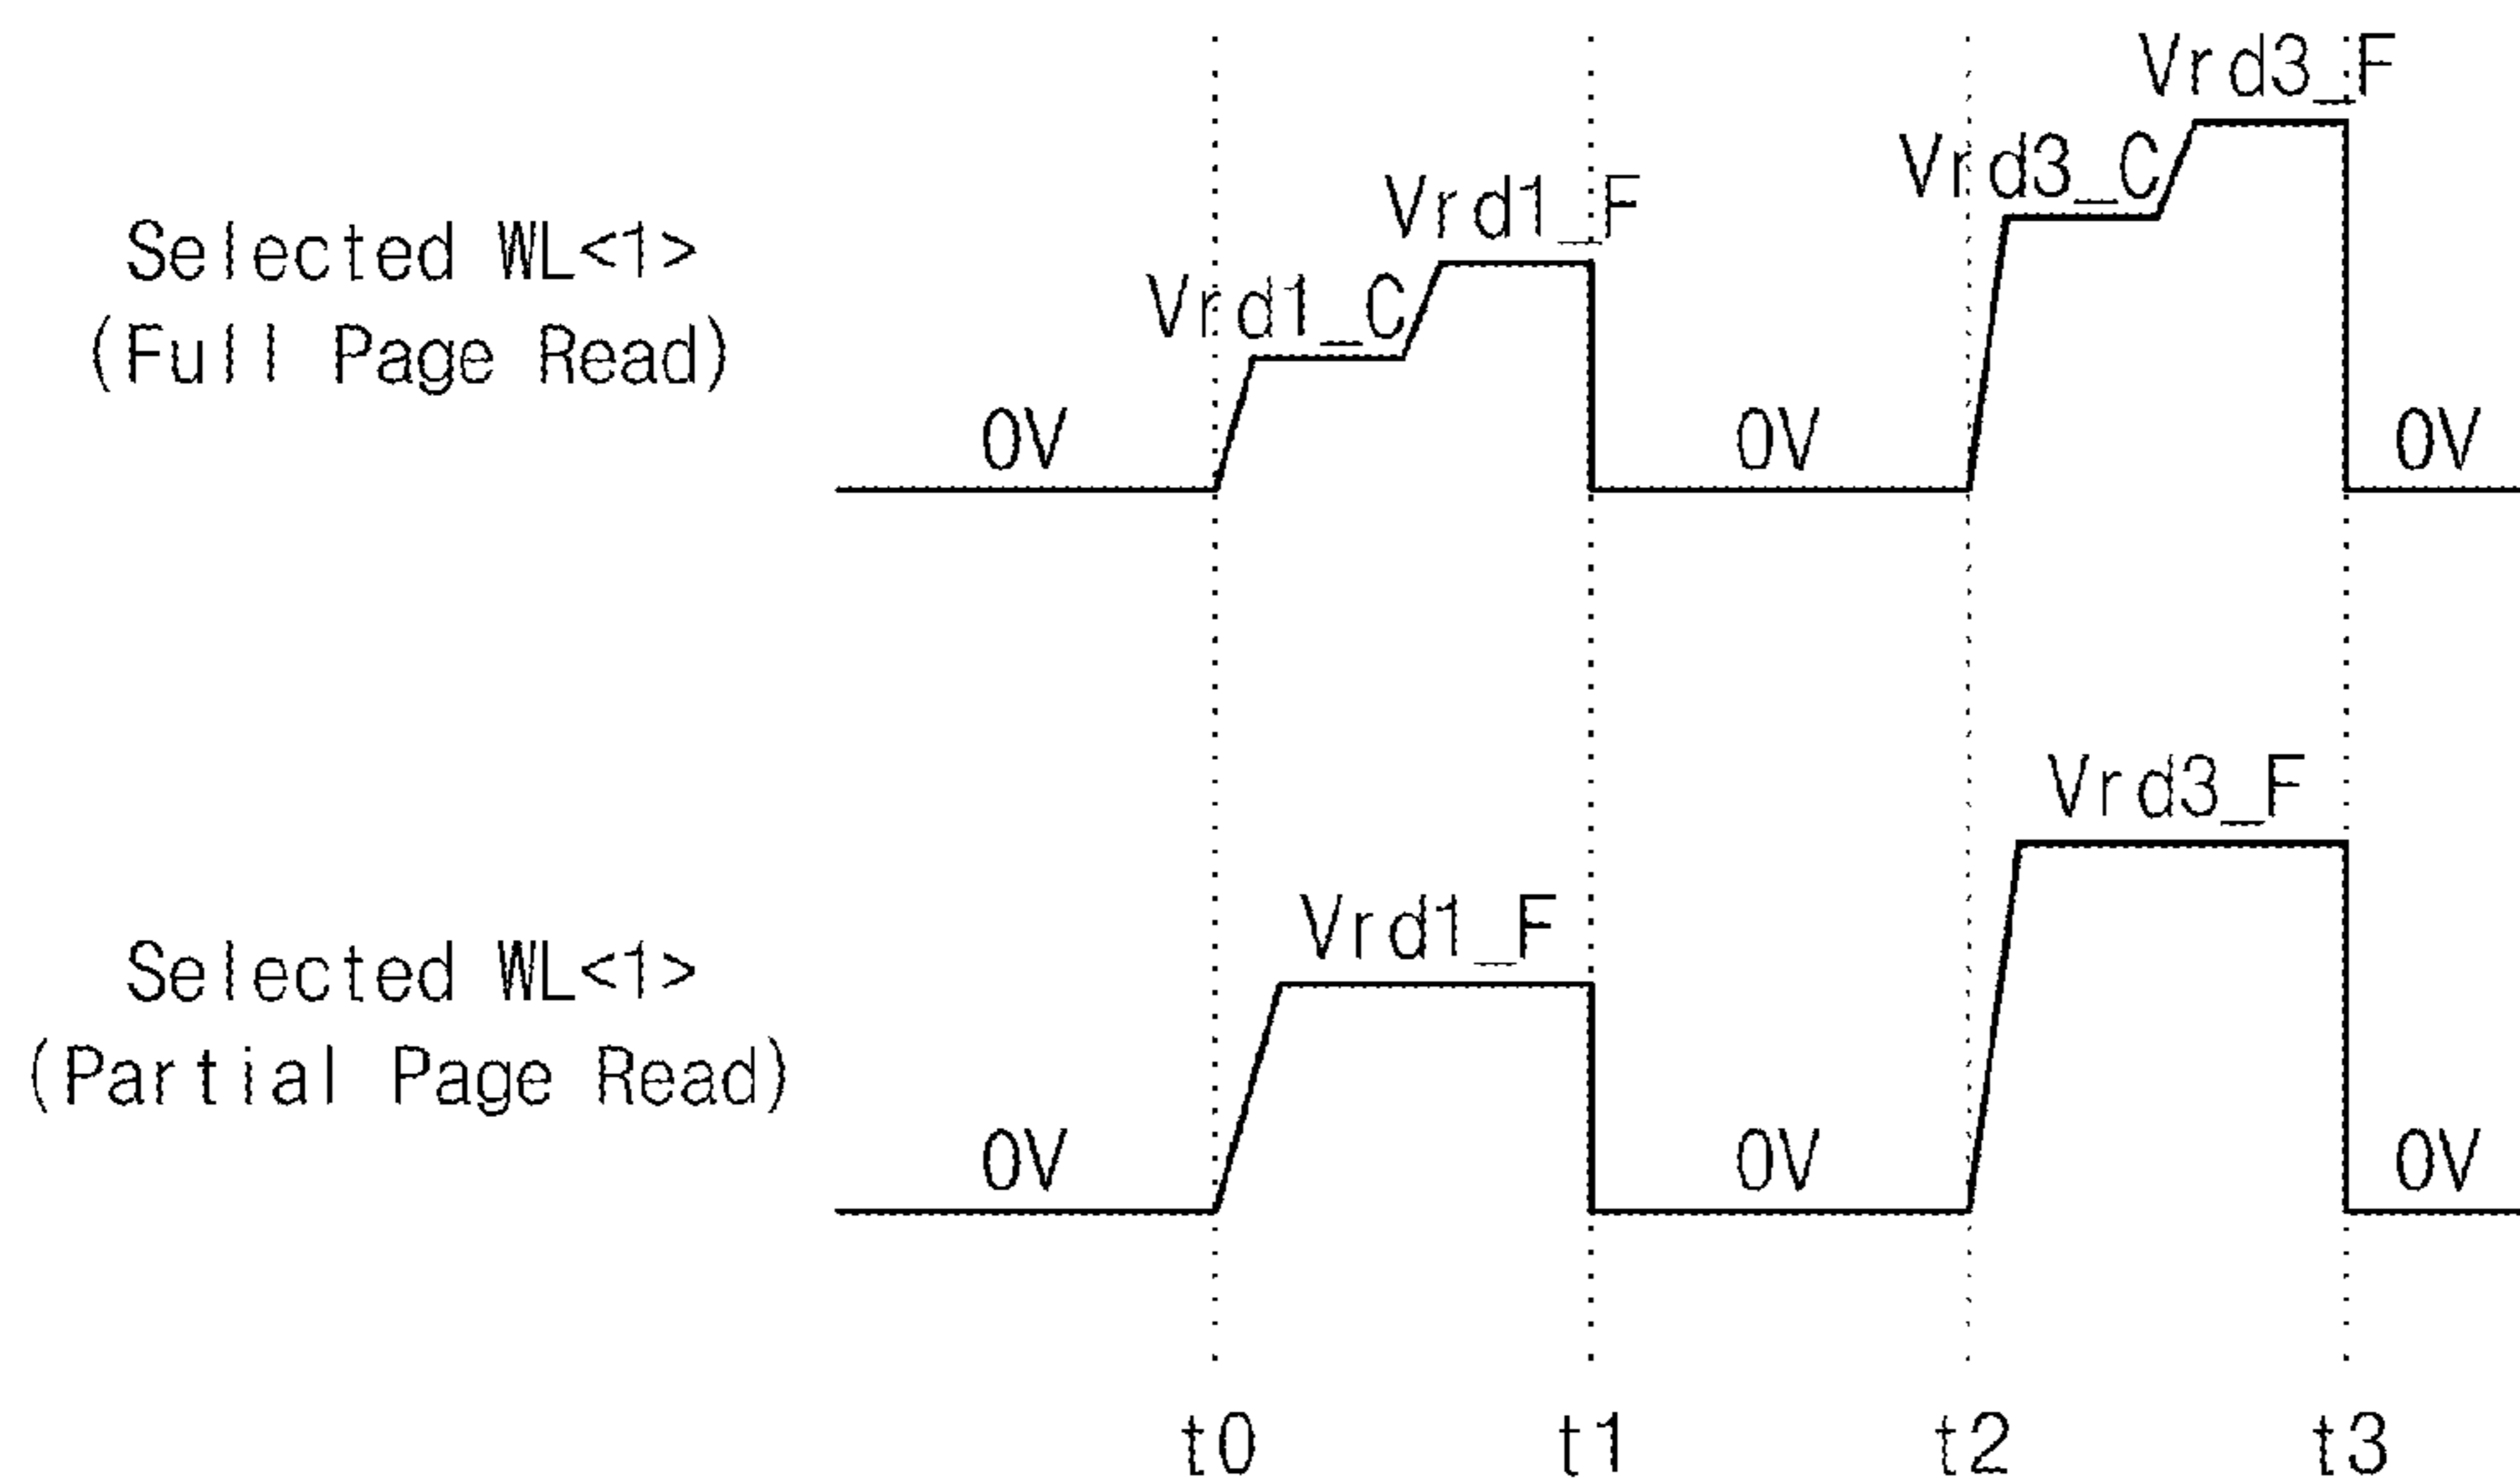 Vrd3_F
Vrd3_C
Vrd1_F
Vrd1_C
Selected WL<1>
(Full Page Read)
0V
0V
0V
Vrd3_F
Vrd1_F
Selected WL<1>
(Partial Page Read)
0V
0V
0V
t0
t1
t2
t3